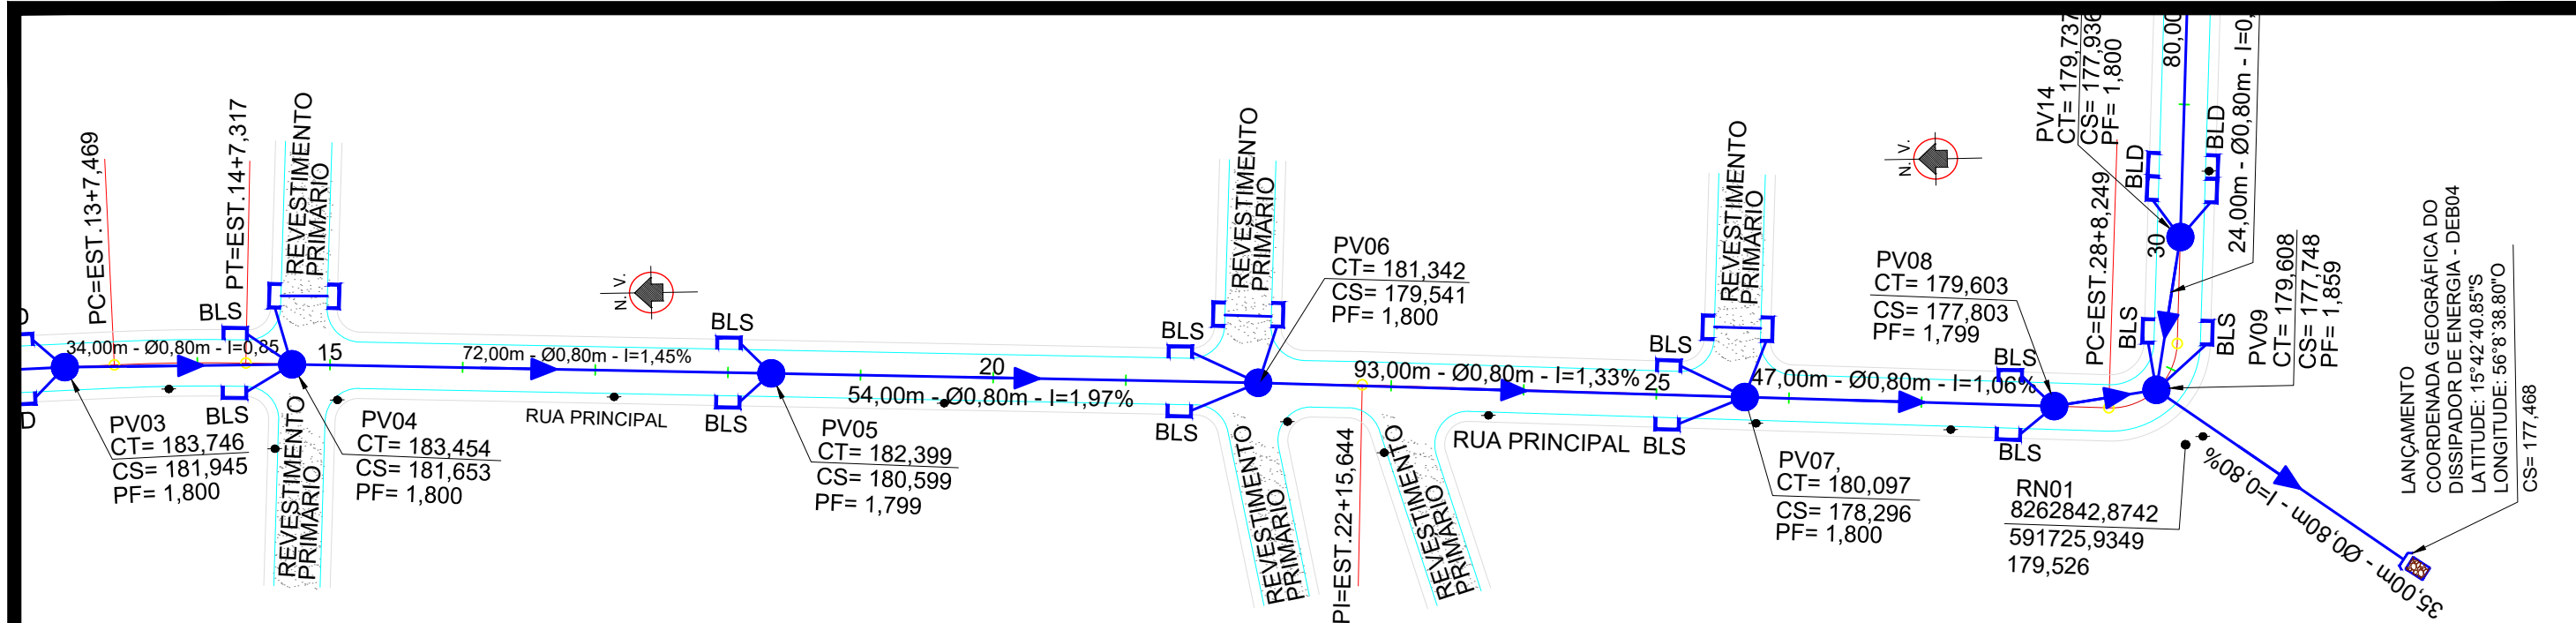 PC=EST.13+7,469
PT=EST.14+7,317
REVESTIMENTO
PRIMÁRIO
BLS
34,00m - Ø0,80m - I=0,85
15
D
D
PV03
CT= 183,746
CS= 181,945
PF= 1,800
BLS
REVESTIMENTO
PRIMÁRIO
PV04
CT= 183,454
CS= 181,653
PF= 1,800
N. V.
72,00m - Ø0,80m - I=1,45%
RUA PRINCIPAL
BLS
BLS
PV05
CT= 182,399
CS= 180,599
PF= 1,799
20
54,00m - Ø0,80m - I=1,97%
BLS
BLS
REVESTIMENTO
PRIMÁRIO
PV06
CT= 181,342
CS= 179,541
PF= 1,800
REVESTIMENTO
PRIMÁRIO
PI=EST.22+15,644
REVESTIMENTO
PRIMÁRIO
93,00m - Ø0,80m - I=1,33%
25
RUA PRINCIPAL
BLS
BLS
REVESTIMENTO
PRIMÁRIO
PV07,
CT= 180,097
CS= 178,296
PF= 1,800
47,00m - Ø0,80m - I=1,06%
N. V.
PV08
CT= 179,603
CS= 177,803
PF= 1,799
BLS
BLS
RN01
8262842,8742
591725,9349
179,526
PV14
CT= 179,737
CS= 177,936
PF= 1,800
PC=EST.28+8,249
BLD
BLD
80,00
24,00m - Ø0,80m - I=0,
30
BLS
BLS
PV09
CT= 179,608
CS= 177,748
PF= 1,859
35,00m - Ø0,80m - I=0,80%
LANÇAMENTO
COORDENADA GEOGRÁFICA DO
DISSIPADOR DE ENERGIA - DEB04
LATITUDE: 15°42`40.85"S
LONGITUDE: 56°8`38.80"O
CS= 177,468